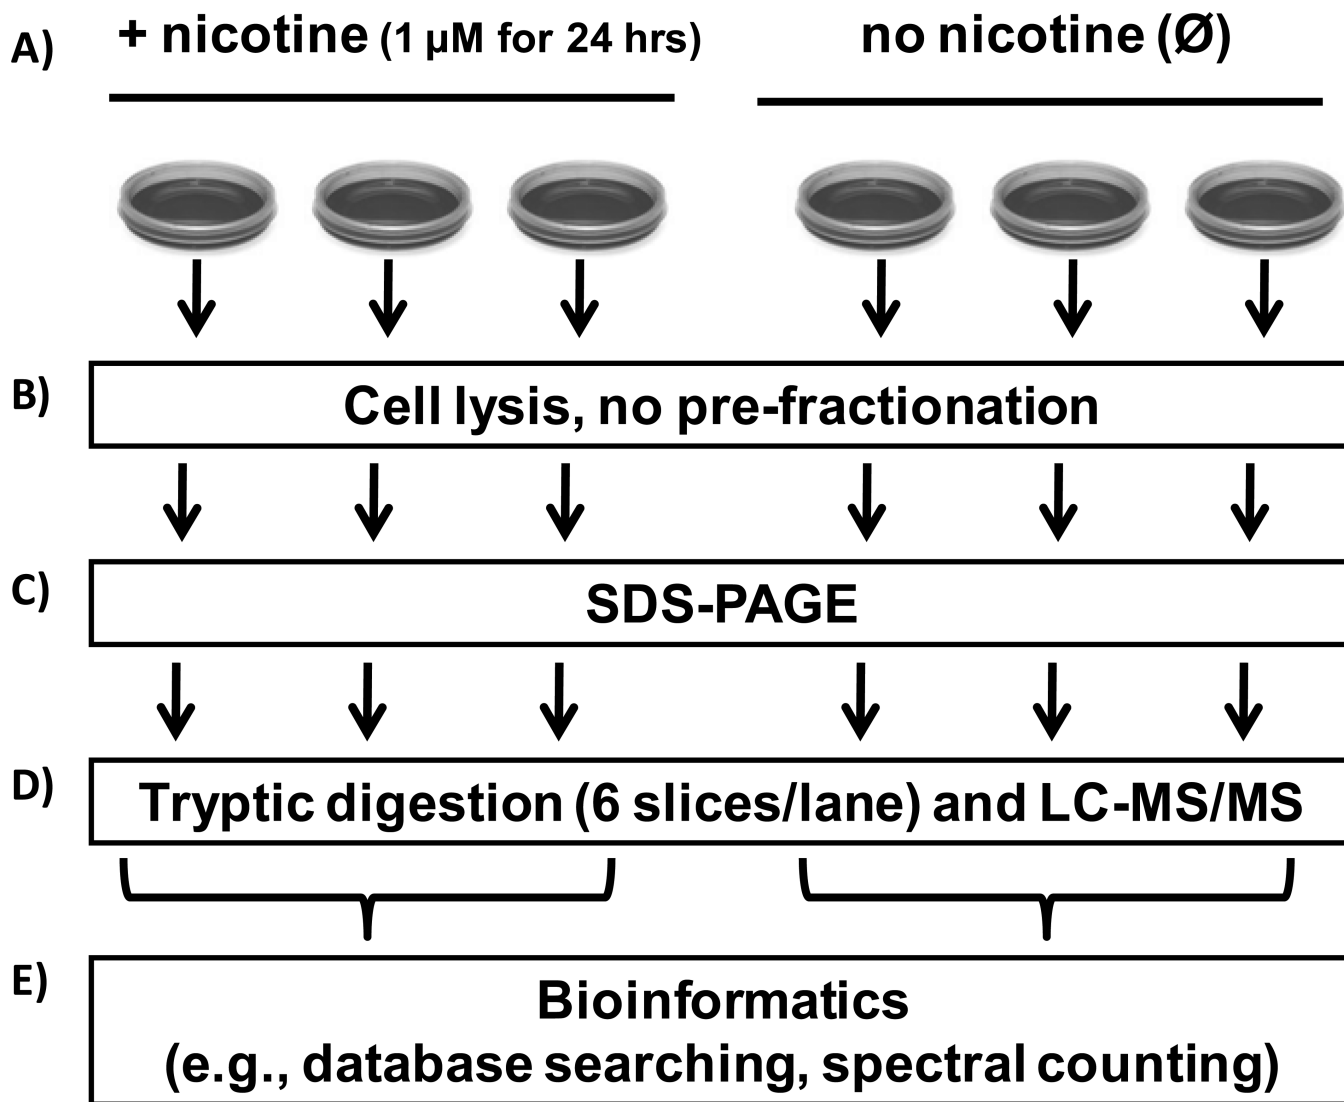 A)
+ nicotine (1 µM for 24 hrs)
no nicotine (Ø)
B)
Cell lysis, no pre-fractionation
C)
SDS-PAGE
D)
Tryptic digestion (6 slices/lane) and LC-MS/MS
E)
Bioinformatics
(e.g., database searching, spectral counting)